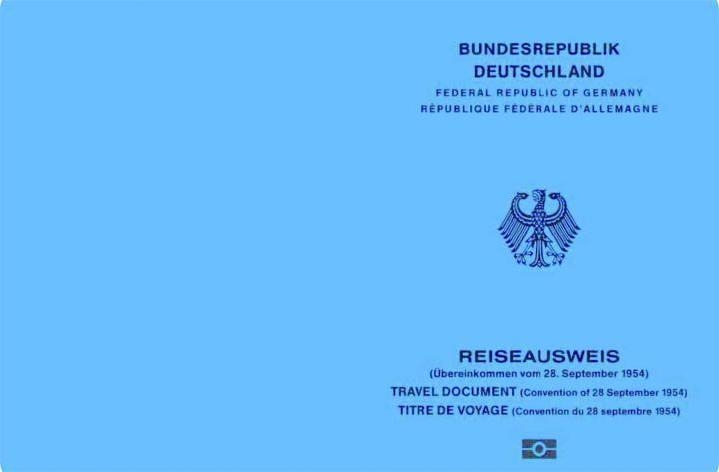 BUNDESREPUBLIK
DEUTSCHLAND
FEDERAL REPUBLIC OF GERMANY
RÉPUBLIQUE FÉDÉRALE D'ALLEMAGNE
REISEAUSWEIS
(Übereinkommen vom 28. September 1954)
TRAVEL DOCUMENT (Convention of 28 September 1954)
TITRE DE VOYAGE (Convention du 28 septembre 1954)